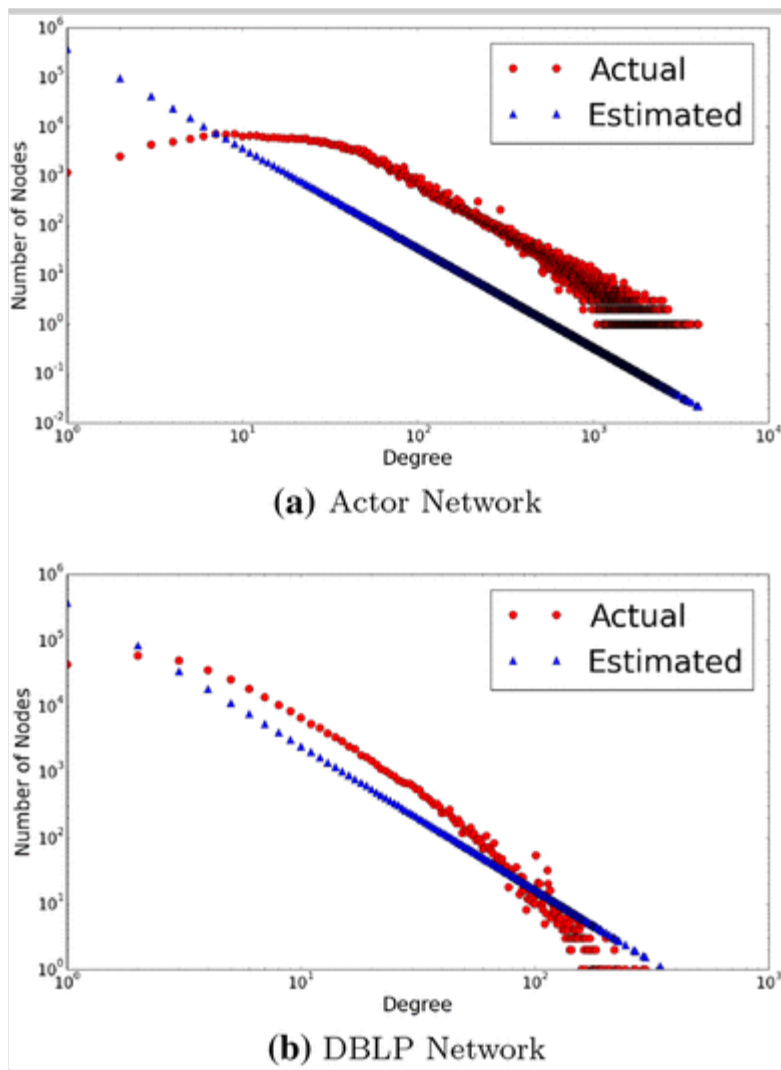 10^6
10^5
10^4
10^3
10^2
10^1
10^0
10^-1
10^-2
Number of Nodes
Actual
Estimated
10^0 10^1 10^2 10^3 10^4
Degree
(a) Actor Network
10^6
10^5
10^4
10^3
10^2
10^1
10^0
Number of Nodes
Actual
Estimated
10^0 10^1 10^2 10^3
Degree
(b) DBLP Network